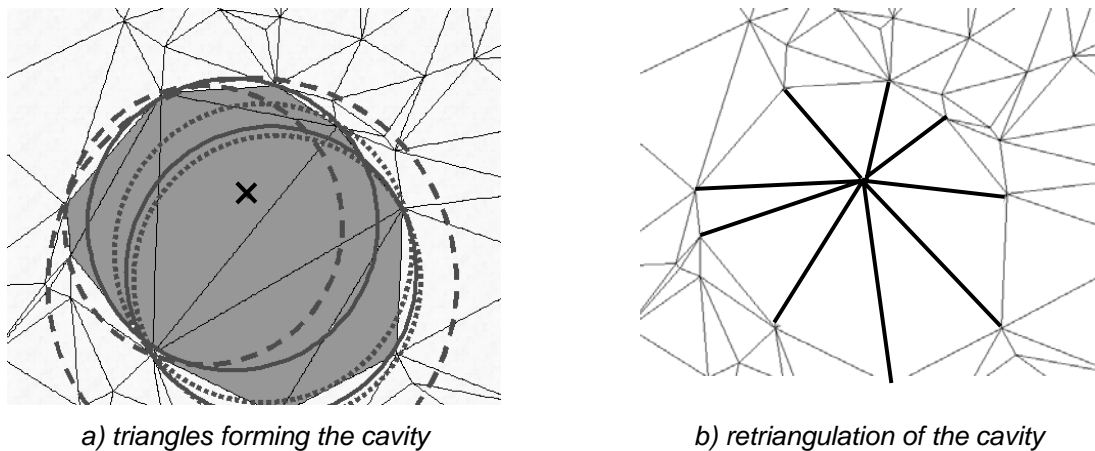 a) triangles forming the cavity
b) retriangulation of the cavity